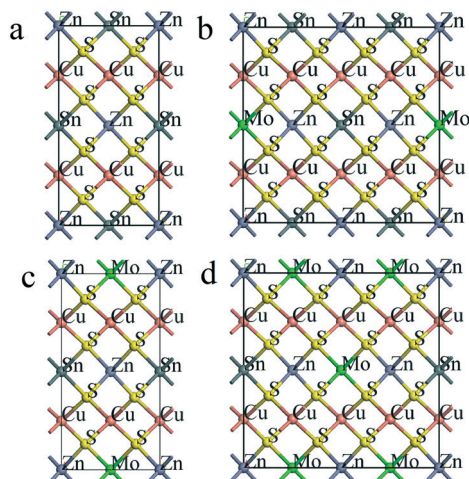 a
Zn Sn Zn
S S
Cu Cu Cu
S S
Sn Zn Sn
S S
Cu Cu Cu
S S
Zn Sn Zn
b
Zn Sn Zn Sn Zn
S S S S
Cu Cu Cu Cu Cu
S S S S
Mo Zn Sn Zn Mo
S S S S
Cu Cu Cu Cu Cu
S S S S
Zn Sn Zn Sn Zn
c
Zn Mo Zn
S S
Cu Cu Cu
S S
Sn Zn Sn
S S
Cu Cu Cu
S S
Zn Mo Zn
d
Zn Mo Zn Mo Zn
S S S S
Cu Cu Cu Cu Cu
S S S S
Sn Zn Mo Zn Sn
S S S S
Cu Cu Cu Cu Cu
S S S S
Zn Mo Zn Mo Zn